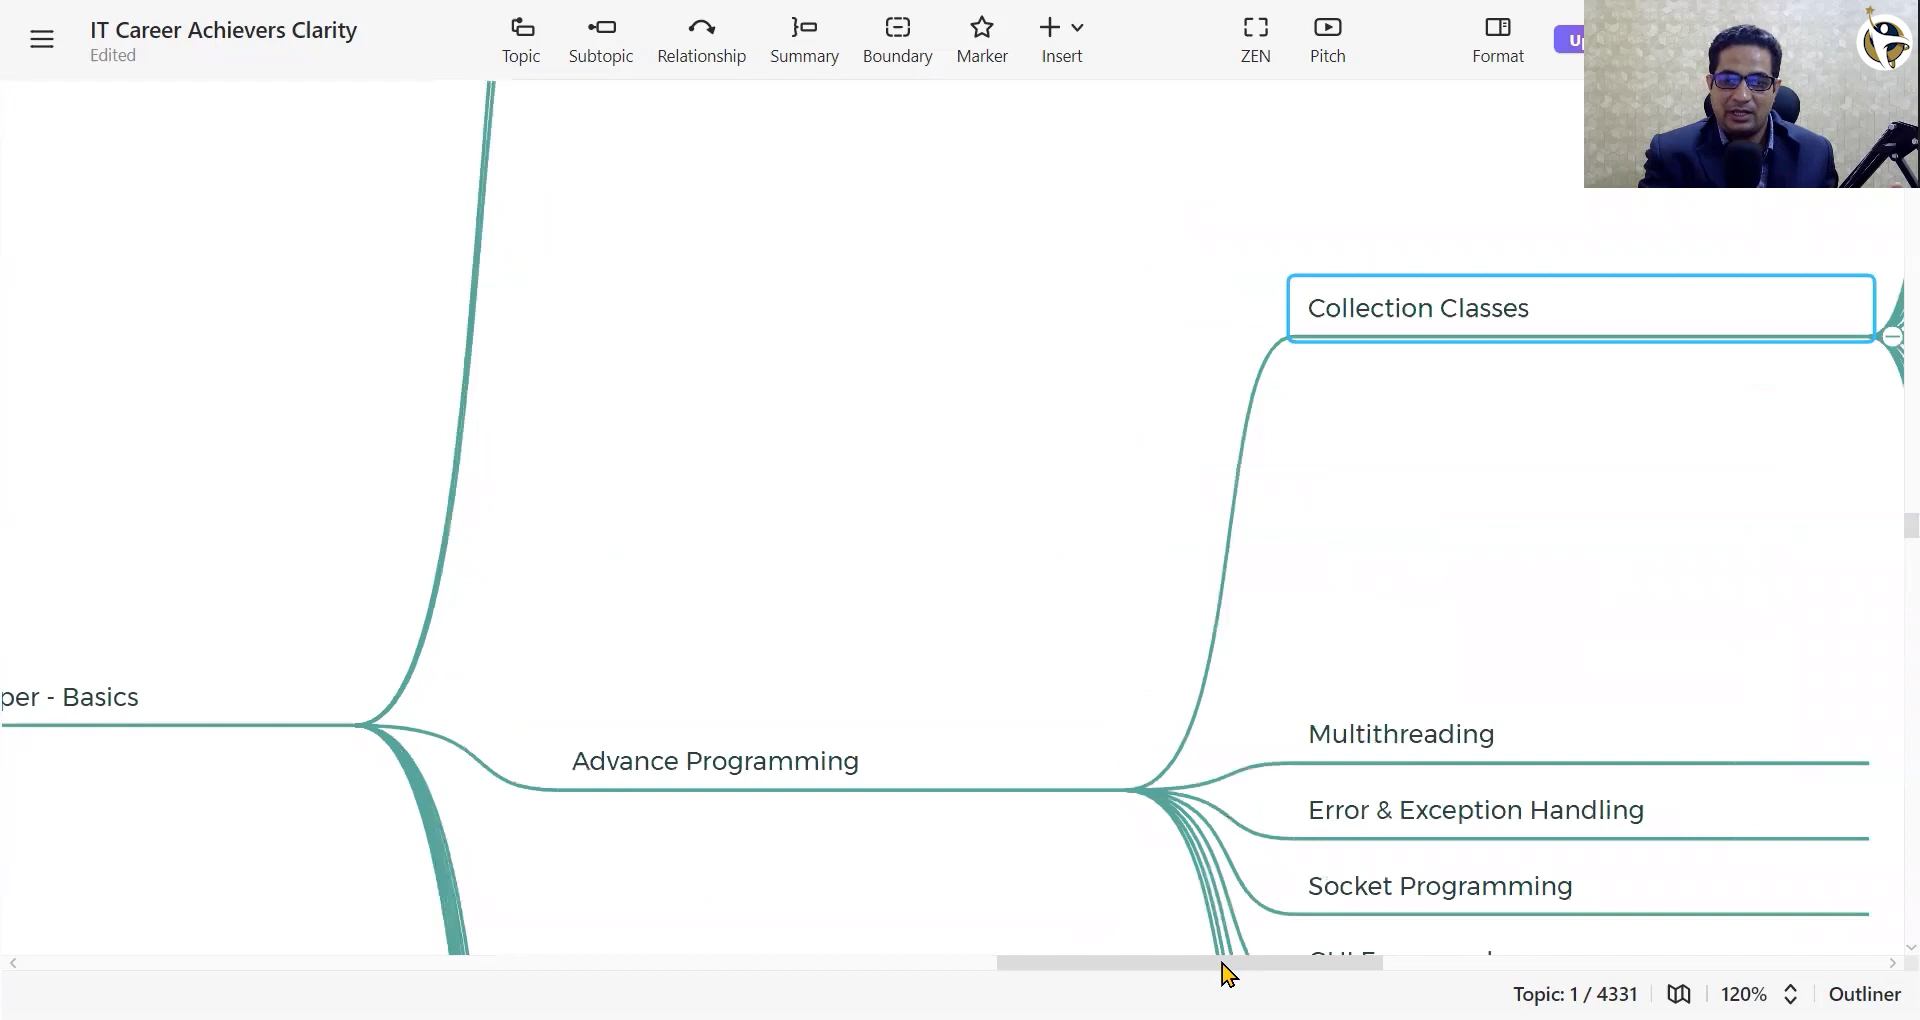 IT Career Achievers Clarity
Edited
Topic
Subtopic
Relationship
Summary
Boundary
Marker
Insert
ZEN
Pitch
Format
Up
Collection Classes
per - Basics
Advance Programming
Multithreading
Error & Exception Handling
Socket Programming
Topic: 1 / 4331
120%
Outliner